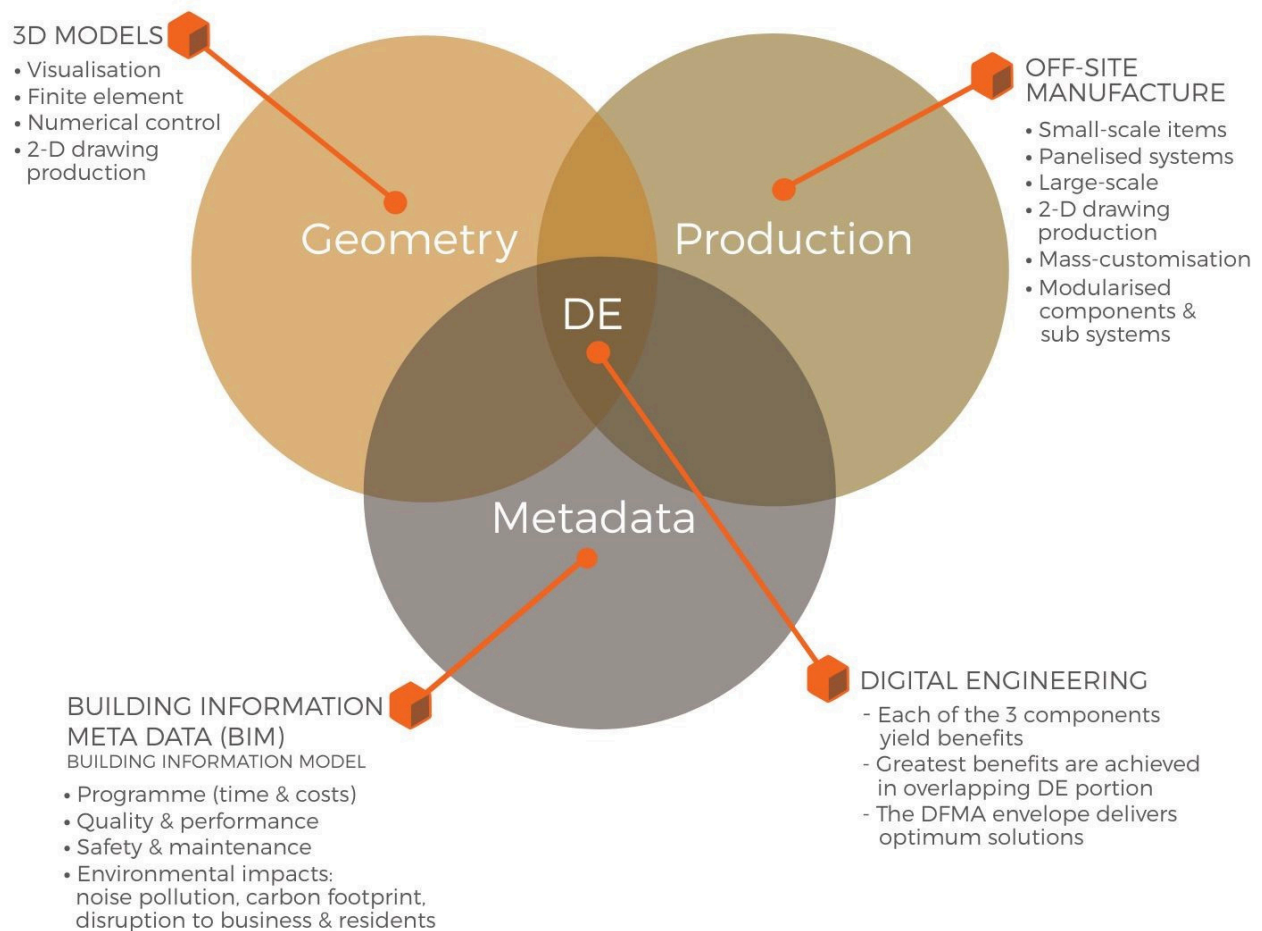 3D MODELS
• Visualisation
• Finite element
• Numerical control
• 2-D drawing
production
OFF-SITE
MANUFACTURE
• Small-scale items
• Panelised systems
• Large-scale
• 2-D drawing
production
• Mass-customisation
• Modularised
components &
sub systems
Geometry
Production
DE
Metadata
BUILDING INFORMATION
META DATA (BIM)
BUILDING INFORMATION MODEL
• Programme (time & costs)
• Quality & performance
• Safety & maintenance
• Environmental impacts:
noise pollution, carbon footprint,
disruption to business & residents
DIGITAL ENGINEERING
- Each of the 3 components
yield benefits
- Greatest benefits are achieved
in overlapping DE portion
- The DFMA envelope delivers
optimum solutions